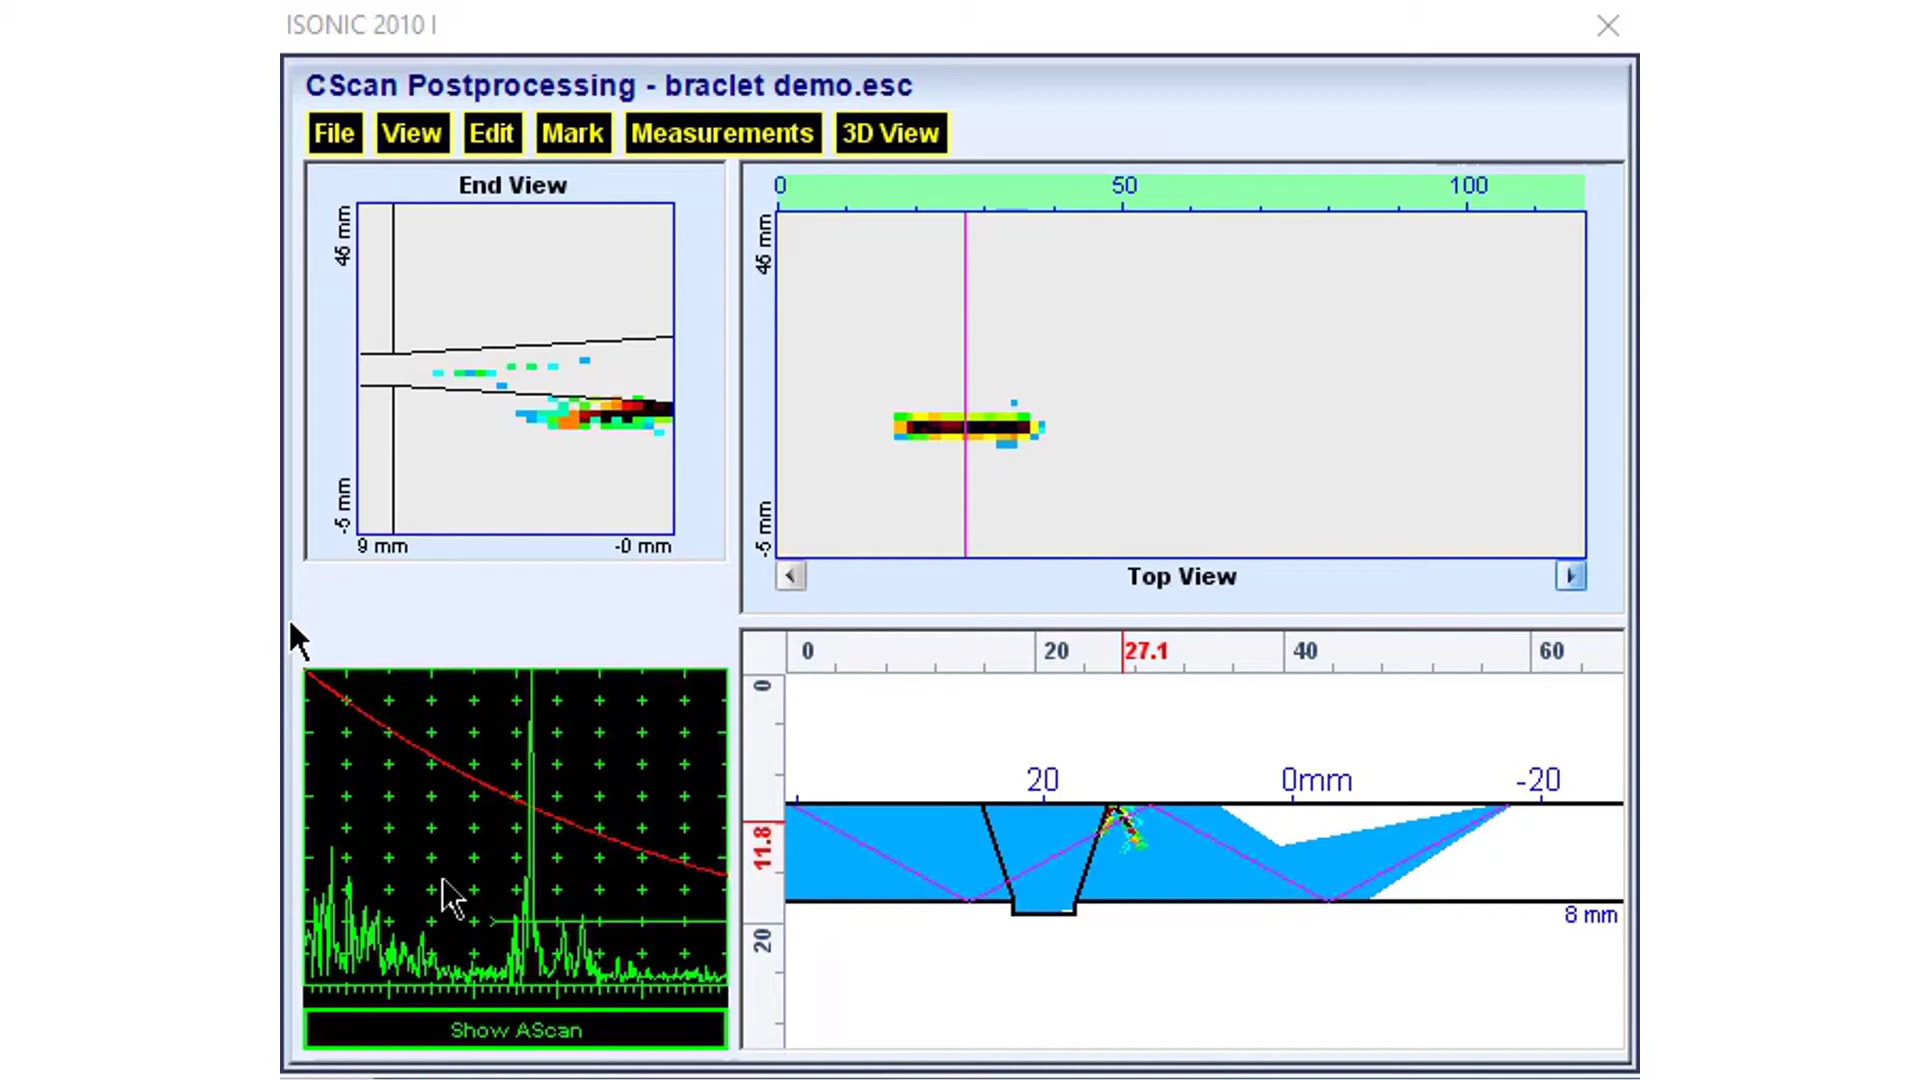 ISONIC 2010 I
CScan Postprocessing - braclet demo.esc
File View Edit Mark Measurements 3D View
End View
46 mm
-5 mm
9 mm -0 mm
0 50 100
46 mm
-5 mm
Top View
0 20 27.1 40 60
0
11.8
20
20 0mm -20
8 mm
Show AScan